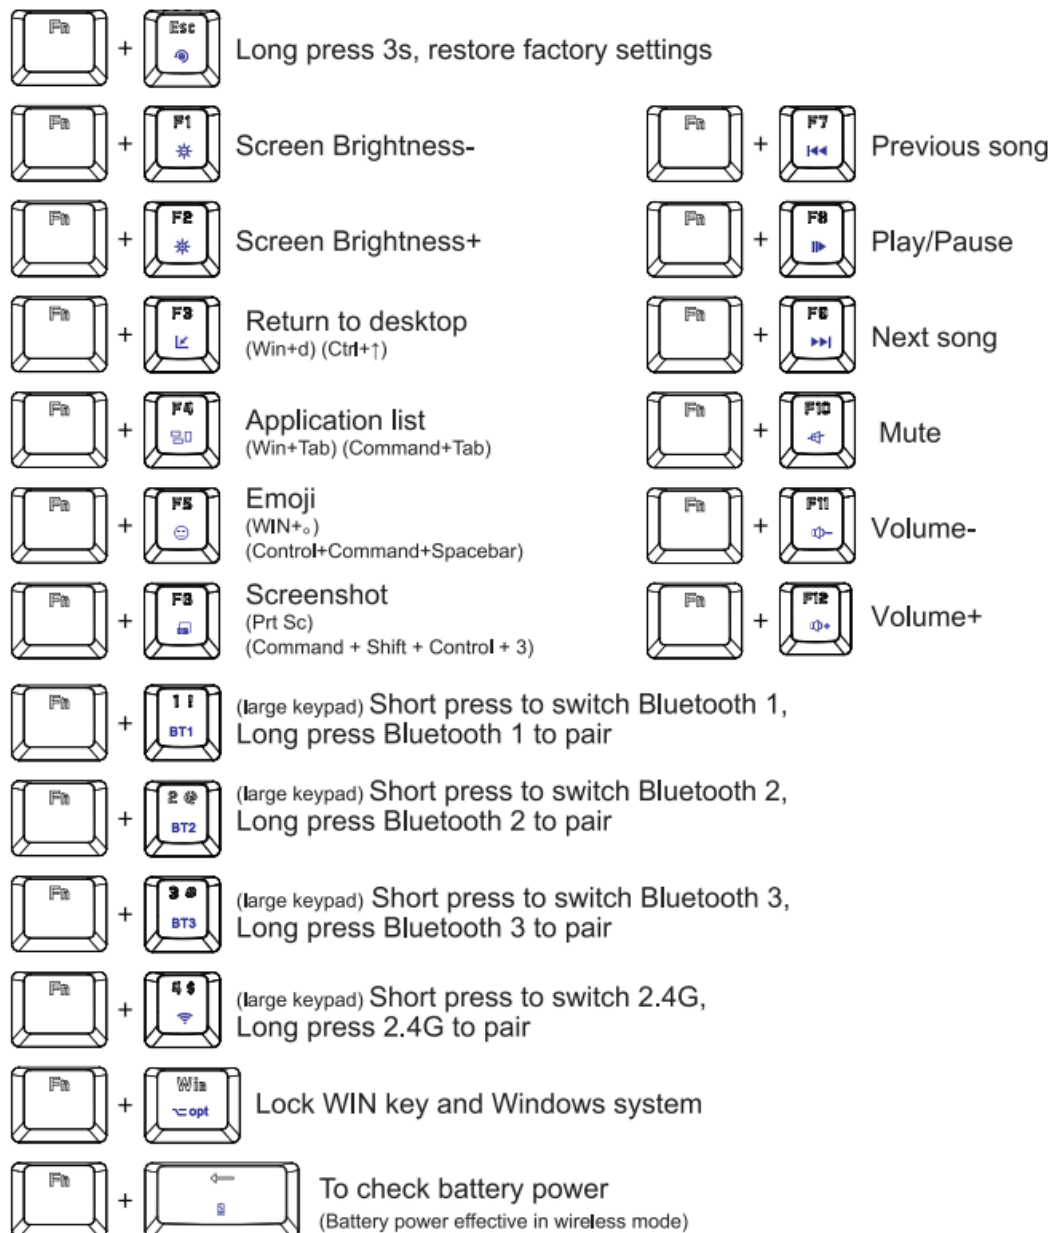 Fn + Esc Long press 3s, restore factory settings
Fn + F1 Screen Brightness-
Fn + F7 Previous song
Fn + F2 Screen Brightness+
Fn + F8 Play/Pause
Fn + F3 Return to desktop
(Win+d) (Ctrl+↑)
Fn + Next song
Fn + F4 Application list
(Win+Tab) (Command+Tab)
Fn + F10 Mute
Fn + F5 Emoji
(WIN+。)
(Control+Command+Spacebar)
Fn + F11 Volume-
Fn + Screenshot
(Prt Sc)
(Command + Shift + Control + 3)
Fn + F12 Volume+
Fn + 1 ! BT1 (large keypad) Short press to switch Bluetooth 1,
Long press Bluetooth 1 to pair
Fn + 2 @ BT2 (large keypad) Short press to switch Bluetooth 2,
Long press Bluetooth 2 to pair
Fn + 3 BT3 (large keypad) Short press to switch Bluetooth 3,
Long press Bluetooth 3 to pair
Fn + 4 $ (large keypad) Short press to switch 2.4G,
Long press 2.4G to pair
Fn + Win ⌥ opt Lock WIN key and Windows system
Fn + ← To check battery power
(Battery power effective in wireless mode)